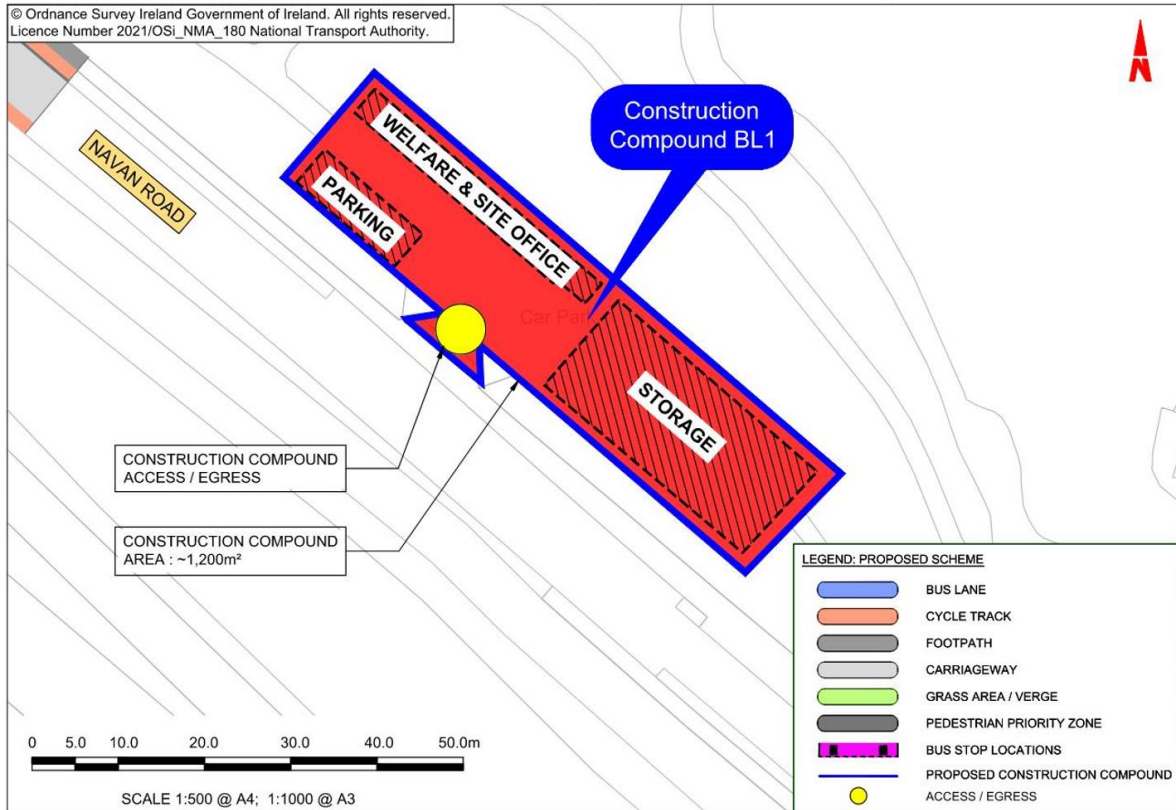 © Ordnance Survey Ireland Government of Ireland. All rights reserved.
Licence Number 2021/OSi_NMA_180 National Transport Authority.
N
NAVAN ROAD
Construction
Compound BL1
WELFARE & SITE OFFICE
PARKING
Car Park
STORAGE
CONSTRUCTION COMPOUND
ACCESS / EGRESS
CONSTRUCTION COMPOUND
AREA : ~1,200m²
0 5.0 10.0 20.0 30.0 40.0 50.0m
SCALE 1:500 @ A4; 1:1000 @ A3
LEGEND: PROPOSED SCHEME
BUS LANE
CYCLE TRACK
FOOTPATH
CARRIAGEWAY
GRASS AREA / VERGE
PEDESTRIAN PRIORITY ZONE
BUS STOP LOCATIONS
PROPOSED CONSTRUCTION COMPOUND
ACCESS / EGRESS